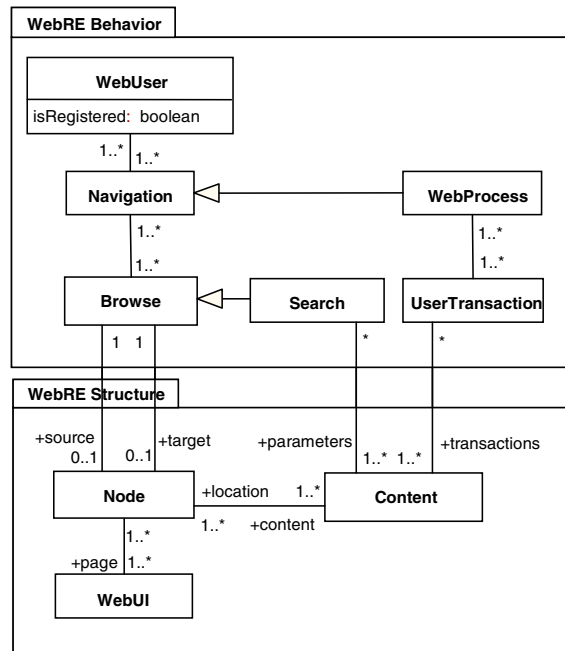 WebRE Behavior
WebUser
isRegistered: boolean
1..*
1..*
Navigation
WebProcess
1..*
1..*
1..*
1..*
Browse
Search
UserTransaction
1 1
*
*
WebRE Structure
+source
+target
+parameters
+transactions
0..1
0..1
1..*
1..*
Node
+location
1..*
Content
1..*
+content
1..*
+page
1..*
WebUI